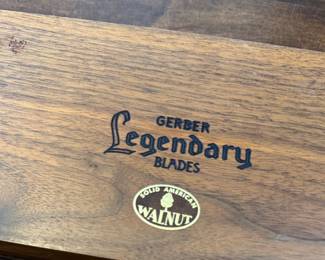 GERBER
Legendary
BLADES
SOLID AMERICAN
WALNUT